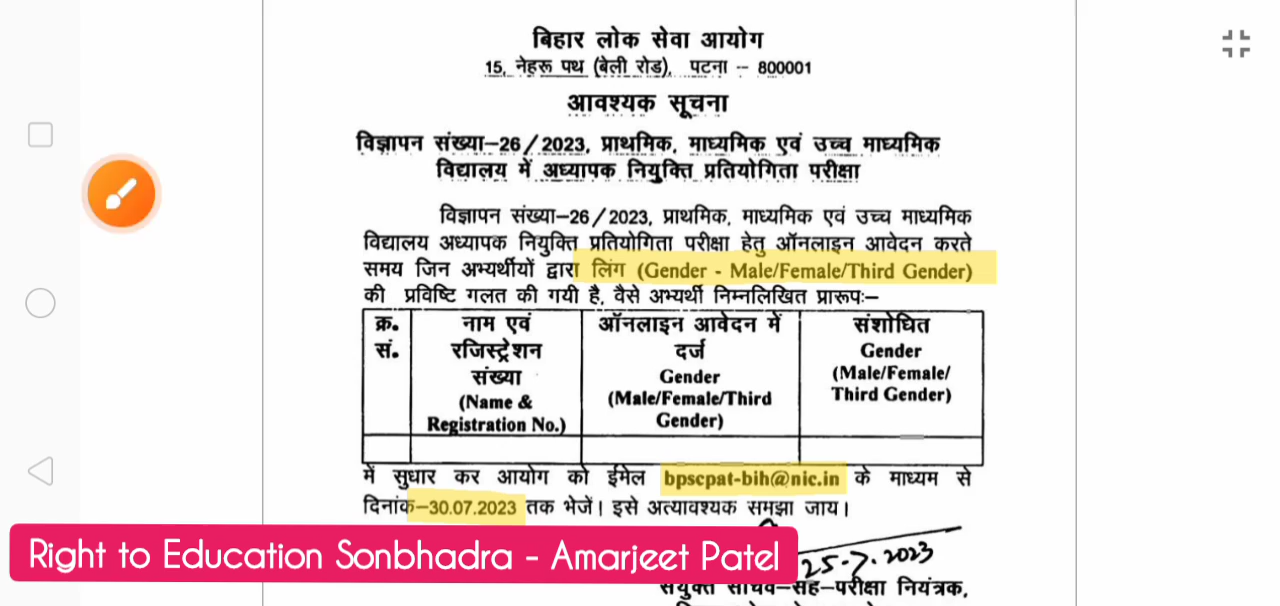 बिहार लोक सेवा आयोग
15, नेहरू पथ (बेली रोड), पटना – 800001
आवश्यक सूचना
विज्ञापन संख्या–26/2023, प्राथमिक, माध्यमिक एवं उच्च माध्यमिक
विद्यालय में अध्यापक नियुक्ति प्रतियोगिता परीक्षा
विज्ञापन संख्या–26/2023, प्राथमिक, माध्यमिक एवं उच्च माध्यमिक
विद्यालय अध्यापक नियुक्ति प्रतियोगिता परीक्षा हेतु ऑनलाइन आवेदन करते
समय जिन अभ्यर्थीयों द्वारा लिंग (Gender - Male/Female/Third Gender)
की प्रविष्टि गलत की गयी है, वैसे अभ्यर्थी निम्नलिखित प्रारूपः–
क्र. सं.
नाम एवं
रजिस्ट्रेशन
संख्या
(Name &
Registration No.)
ऑनलाइन आवेदन में
दर्ज
Gender
(Male/Female/Third
Gender)
संशोधित
Gender
(Male/Female/
Third Gender)
में सुधार कर आयोग को ईमेल bpscpat-bih@nic.in के माध्यम से
दिनांक–30.07.2023 तक भेजें। इसे अत्यावश्यक समझा जाय।
Right to Education Sonbhadra - Amarjeet Patel
25-7.2023
संयुक्त सचिव–सह–परीक्षा नियंत्रक,